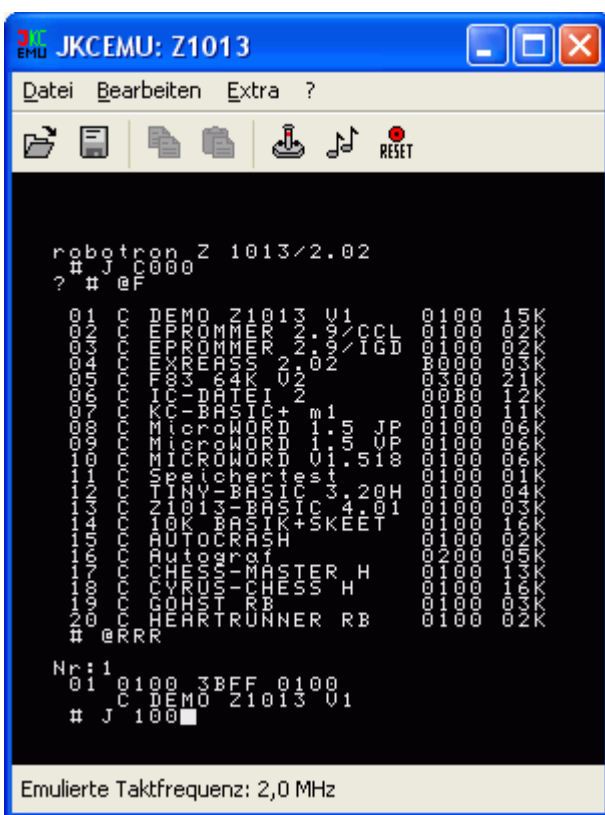 JKC EMU JKCEMU: Z1013
Datei Bearbeiten Extra ?
RESET
robotron Z 1013/2.02
# J C000
? # @F
01 C DEMO Z1013 V1 0100 15K
02 C EPROMMER 2.9/CCL 0100 02K
03 C EPROMMER 2.9/IGD 0100 02K
04 C EXREASS 2.02 B000 03K
05 C F83 64K V2 0300 21K
06 C IC-DATEI 2 00B0 12K
07 C KC-BASIC+ m1 0100 11K
08 C MicroWORD 1.5 JP 0100 06K
09 C MicroWORD 1.5 VP 0100 06K
10 C MICROWORD V1.518 0100 06K
11 C Speichertest 0100 01K
12 C TINY-BASIC 3.20H 0100 04K
13 C Z1013-BASIC 4.01 0100 03K
14 C 10K BASIK+SKEET 0100 16K
15 C AUTOCRASH 0100 02K
16 C Autograf 0200 05K
17 C CHESS-MASTER H 0100 13K
18 C CYRUS-CHESS H 0100 16K
19 C GOHST RB 0100 03K
20 C HEARTRUNNER RB 0100 02K
# @RRR
Nr:1
01 0100 3BFF 0100
C DEMO Z1013 V1
# J 100
Emulierte Taktfrequenz: 2,0 MHz